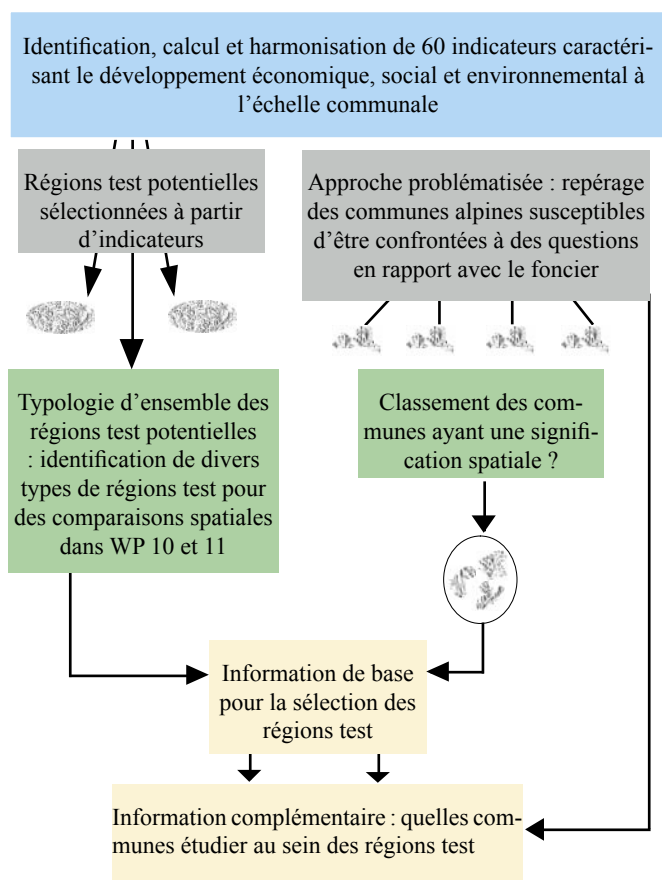 Identification, calcul et harmonisation de 60 indicateurs caractéri-
sant le développement économique, social et environnemental à
l’échelle communale
Régions test potentielles
sélectionnées à partir
d’indicateurs
Approche problématisée : repérage
des communes alpines susceptibles
d’être confrontées à des questions
en rapport avec le foncier
Typologie d’ensemble des
régions test potentielles
: identification de divers
types de régions test pour
des comparaisons spatiales
dans WP 10 et 11
Classement des com-
munes ayant une signifi-
cation spatiale ?
Information de base
pour la sélection des
régions test
Information complémentaire : quelles com-
munes étudier au sein des régions test